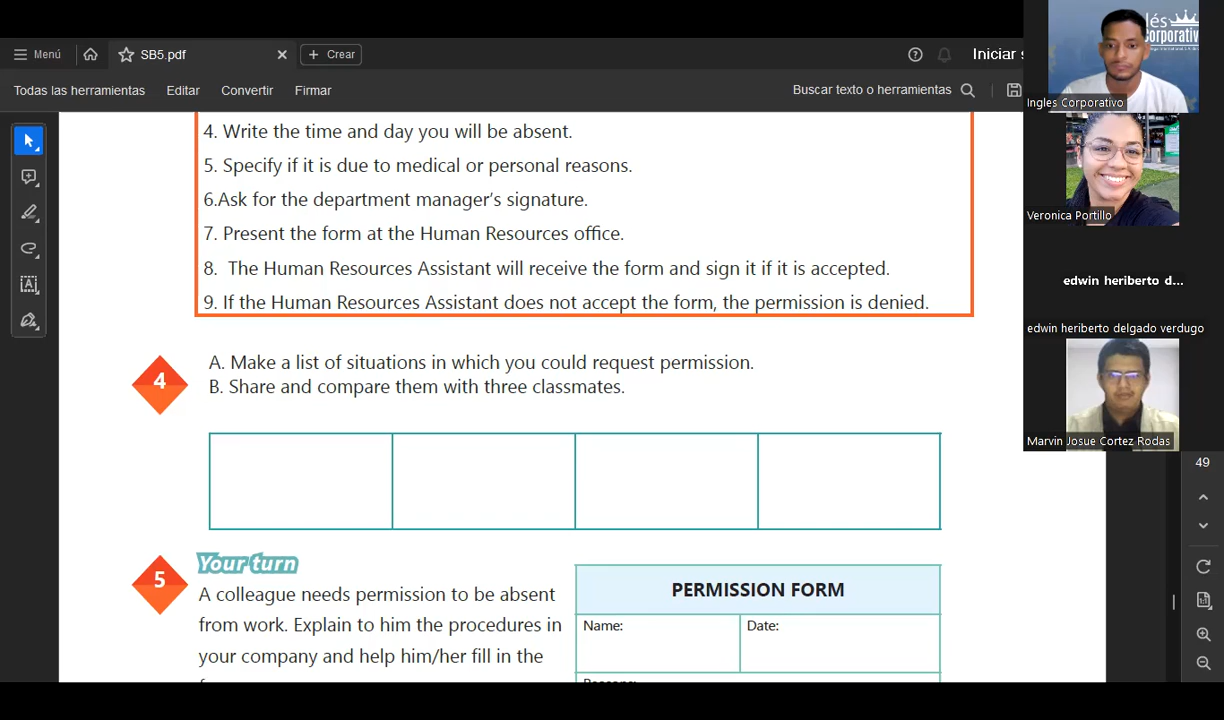 Menú
SB5.pdf
Crear
Iniciar s
Todas las herramientas
Editar
Convertir
Firmar
Buscar texto o herramientas
4. Write the time and day you will be absent.
5. Specify if it is due to medical or personal reasons.
6.Ask for the department manager's signature.
7. Present the form at the Human Resources office.
8. The Human Resources Assistant will receive the form and sign it if it is accepted.
9. If the Human Resources Assistant does not accept the form, the permission is denied.
4
A. Make a list of situations in which you could request permission.
B. Share and compare them with three classmates.
5
Your turn
A colleague needs permission to be absent
from work. Explain to him the procedures in
your company and help him/her fill in the
PERMISSION FORM
Name:
Date:
lés
orporativ
Ingles Corporativo
Veronica Portillo
edwin heriberto d...
edwin heriberto delgado verdugo
Marvin Josue Cortez Rodas
49